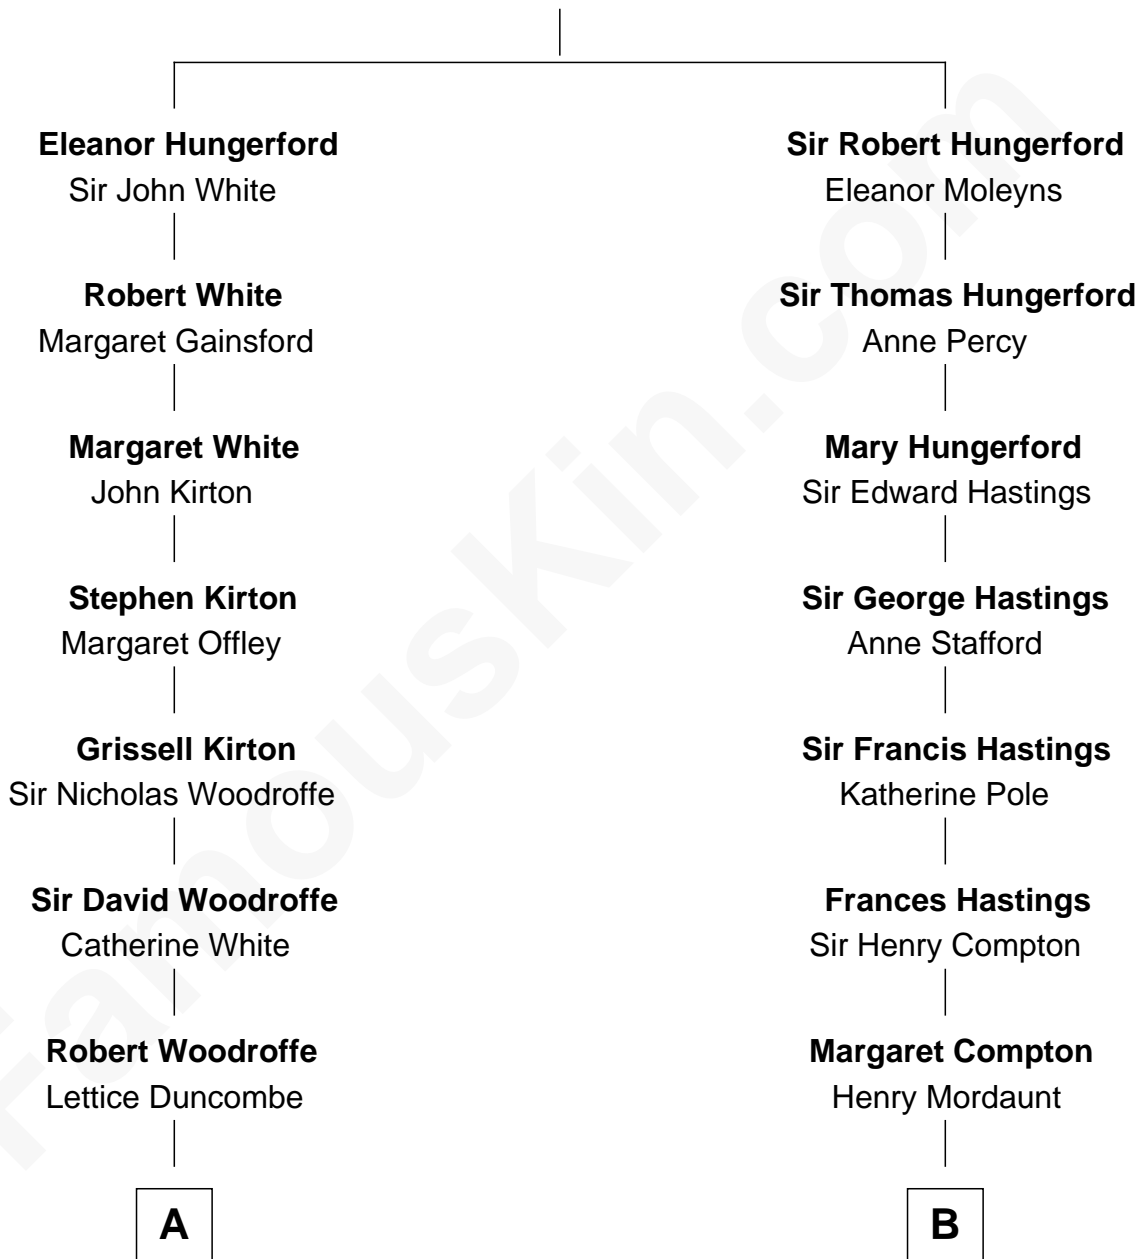 Eleanor Hungerford
Sir John White
Robert White
Margaret Gainsford
Margaret White
John Kirton
Stephen Kirton
Margaret Offley
Grissell Kirton
Sir Nicholas Woodroffe
Sir David Woodroffe
Catherine White
Robert Woodroffe
Lettice Duncombe
A
Sir Robert Hungerford
Eleanor Moleyns
Sir Thomas Hungerford
Anne Percy
Mary Hungerford
Sir Edward Hastings
Sir George Hastings
Anne Stafford
Sir Francis Hastings
Katherine Pole
Frances Hastings
Sir Henry Compton
Margaret Compton
Henry Mordaunt
B
FamousKin.com